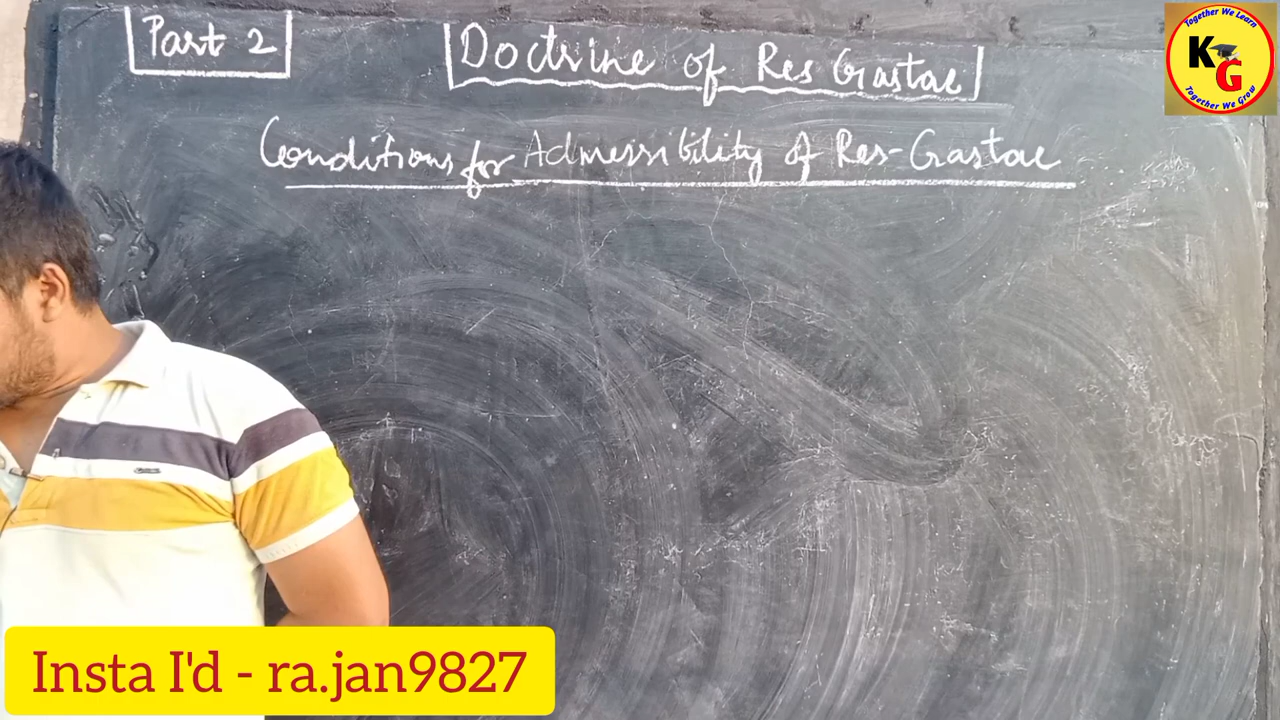 Part 2
Doctrine of Res Gastae
Conditions for Admissibility of Res-Gastae
Together We Learn
KG
Together We Grow
Insta I'd - ra.jan9827